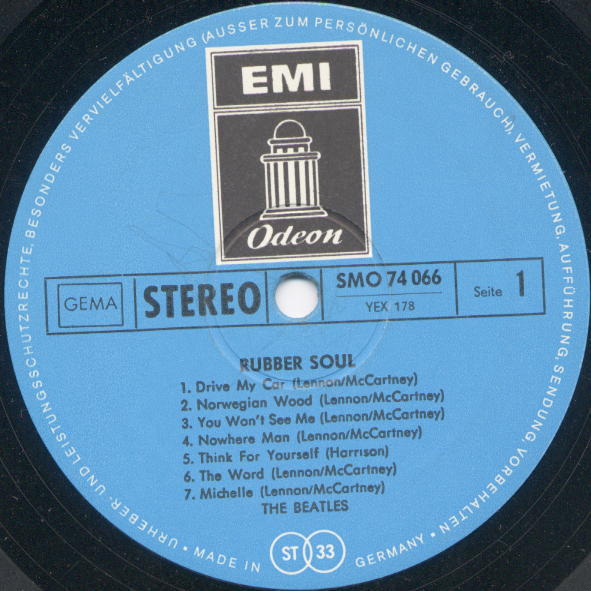 URHEBER- UND LEISTUNGSSCHUTZRECHTE, BESONDERS VERVIELFÄLTIGUNG (AUSSER ZUM PERSÖNLICHEN GEBRAUCH), VERMIETUNG, AUFFÜHRUNG, SENDUNG, VORBEHALTEN
EMI
Odeon
GEMA
STEREO
SMO 74 066
YEX 178
Seite 1
RUBBER SOUL
1. Drive My Car (Lennon/McCartney)
2. Norwegian Wood (Lennon/McCartney)
3. You Won't See Me (Lennon/McCartney)
4. Nowhere Man (Lennon/McCartney)
5. Think For Yourself (Harrison)
6. The Word (Lennon/McCartney)
7. Michelle (Lennon/McCartney)
THE BEATLES
• MADE IN ST 33 GERMANY •